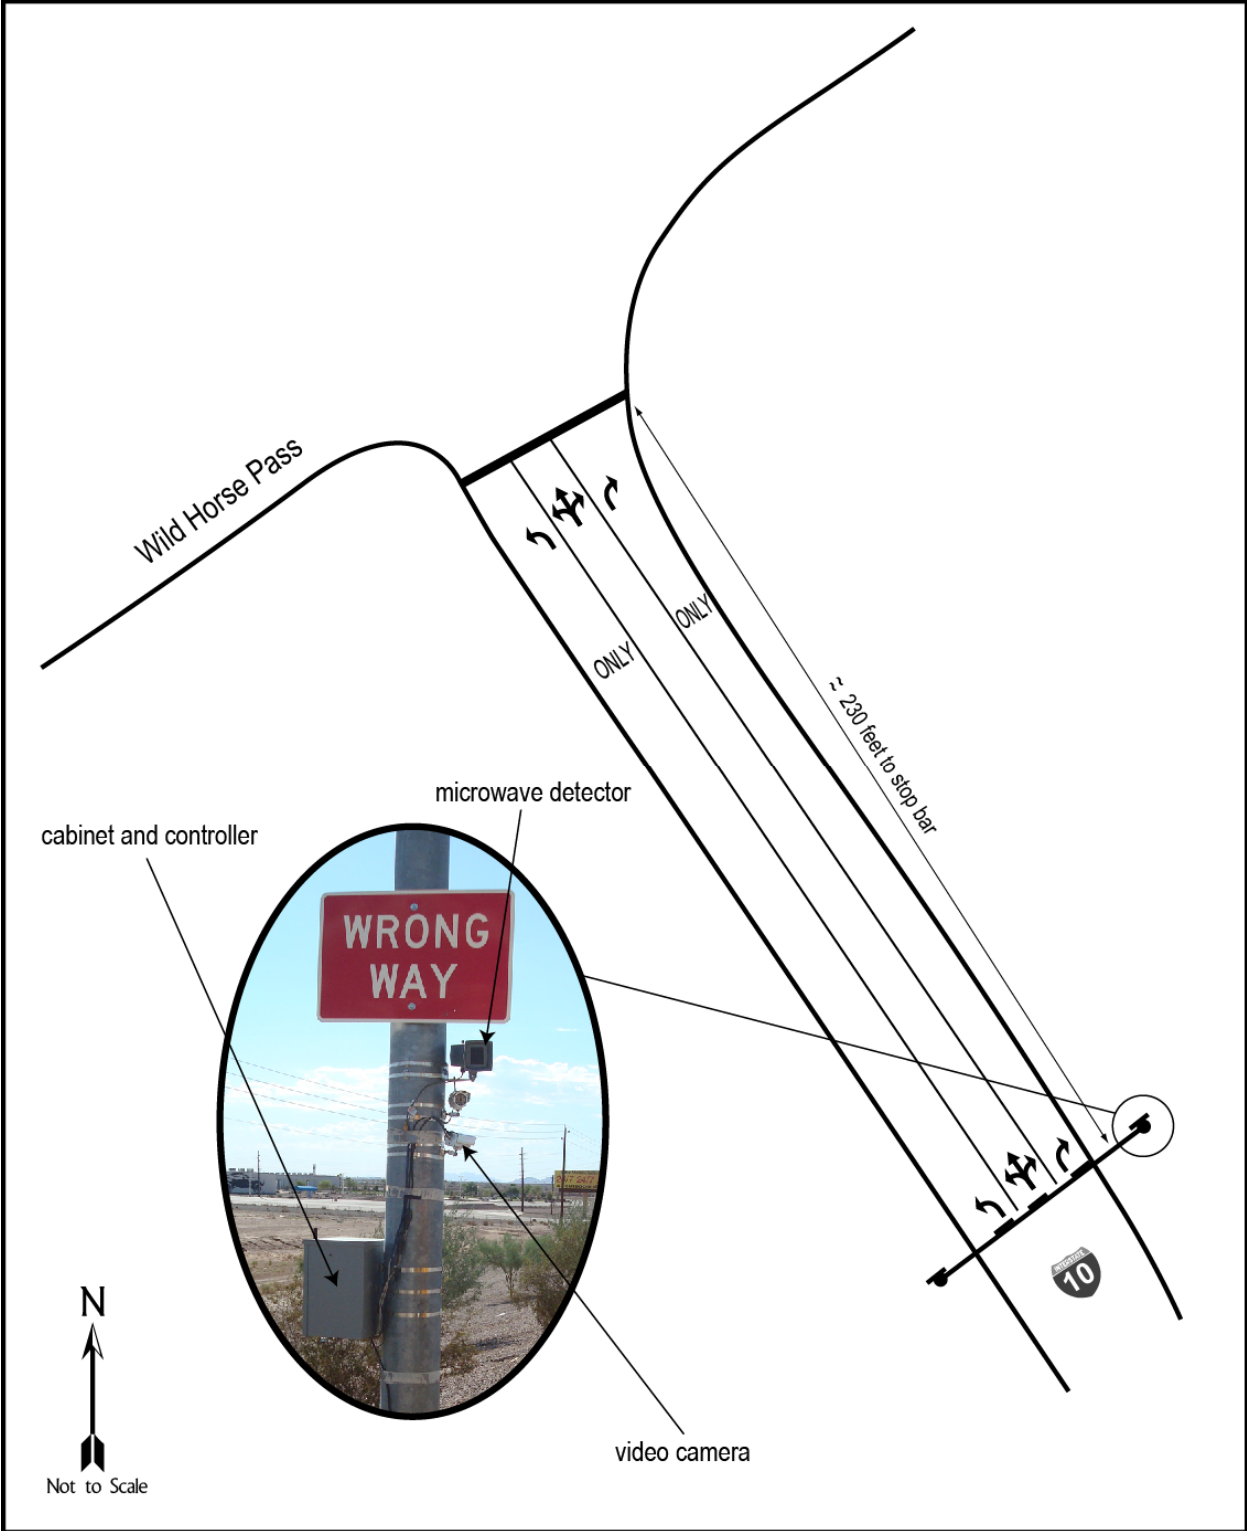 Wild Horse Pass
ONLY
ONLY
≈ 230 feet to stop bar
microwave detector
cabinet and controller
WRONG
WAY
INTERSTATE
10
N
Not to Scale
video camera